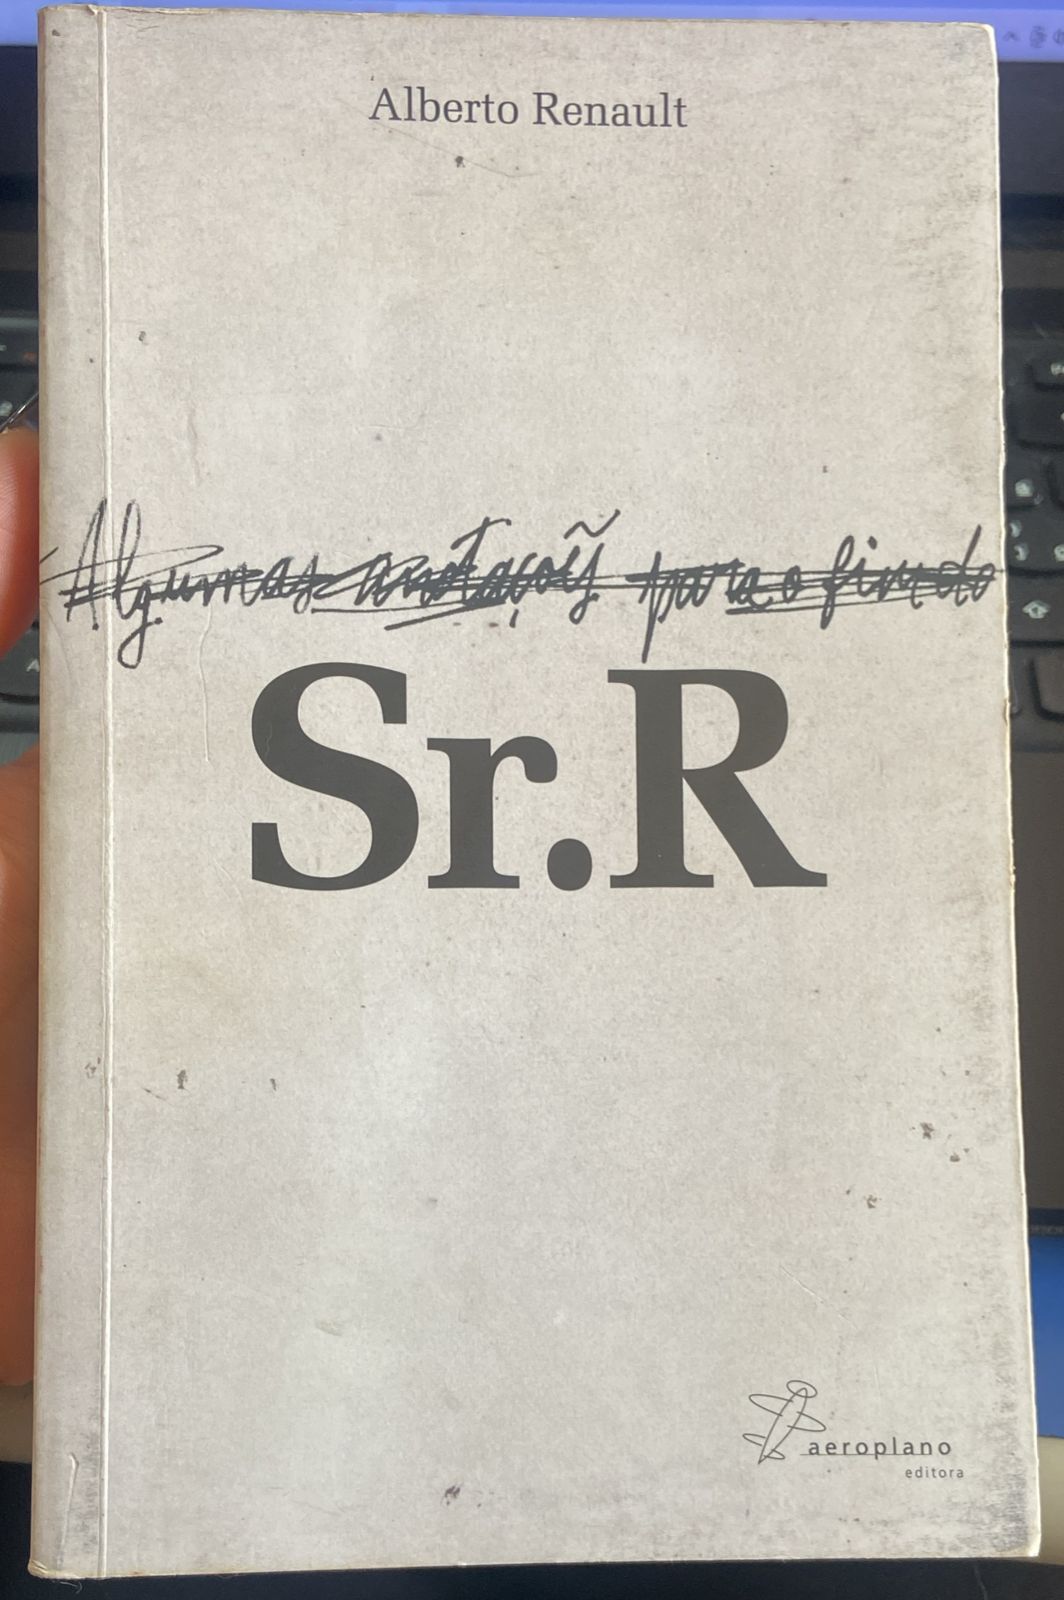 Alberto Renault
Algumas anotações para o fim do
Sr.R
aeroplano
editora